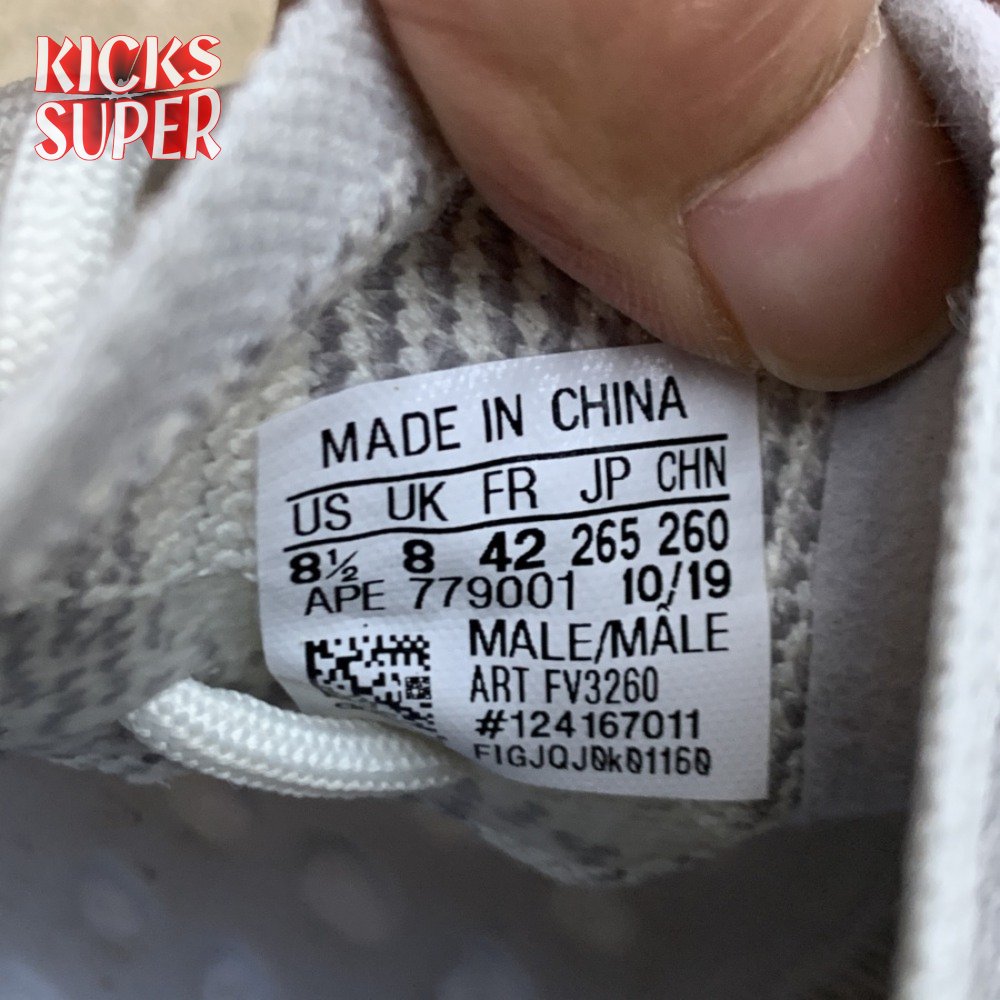 KICKS
SUPER
MADE IN CHINA
US UK FR JP CHN
8½ 8 42 265 260
APE 779001 10/19
MALE/MÂLE
ART FV3260
#124167011
FIGJQJ0k01160